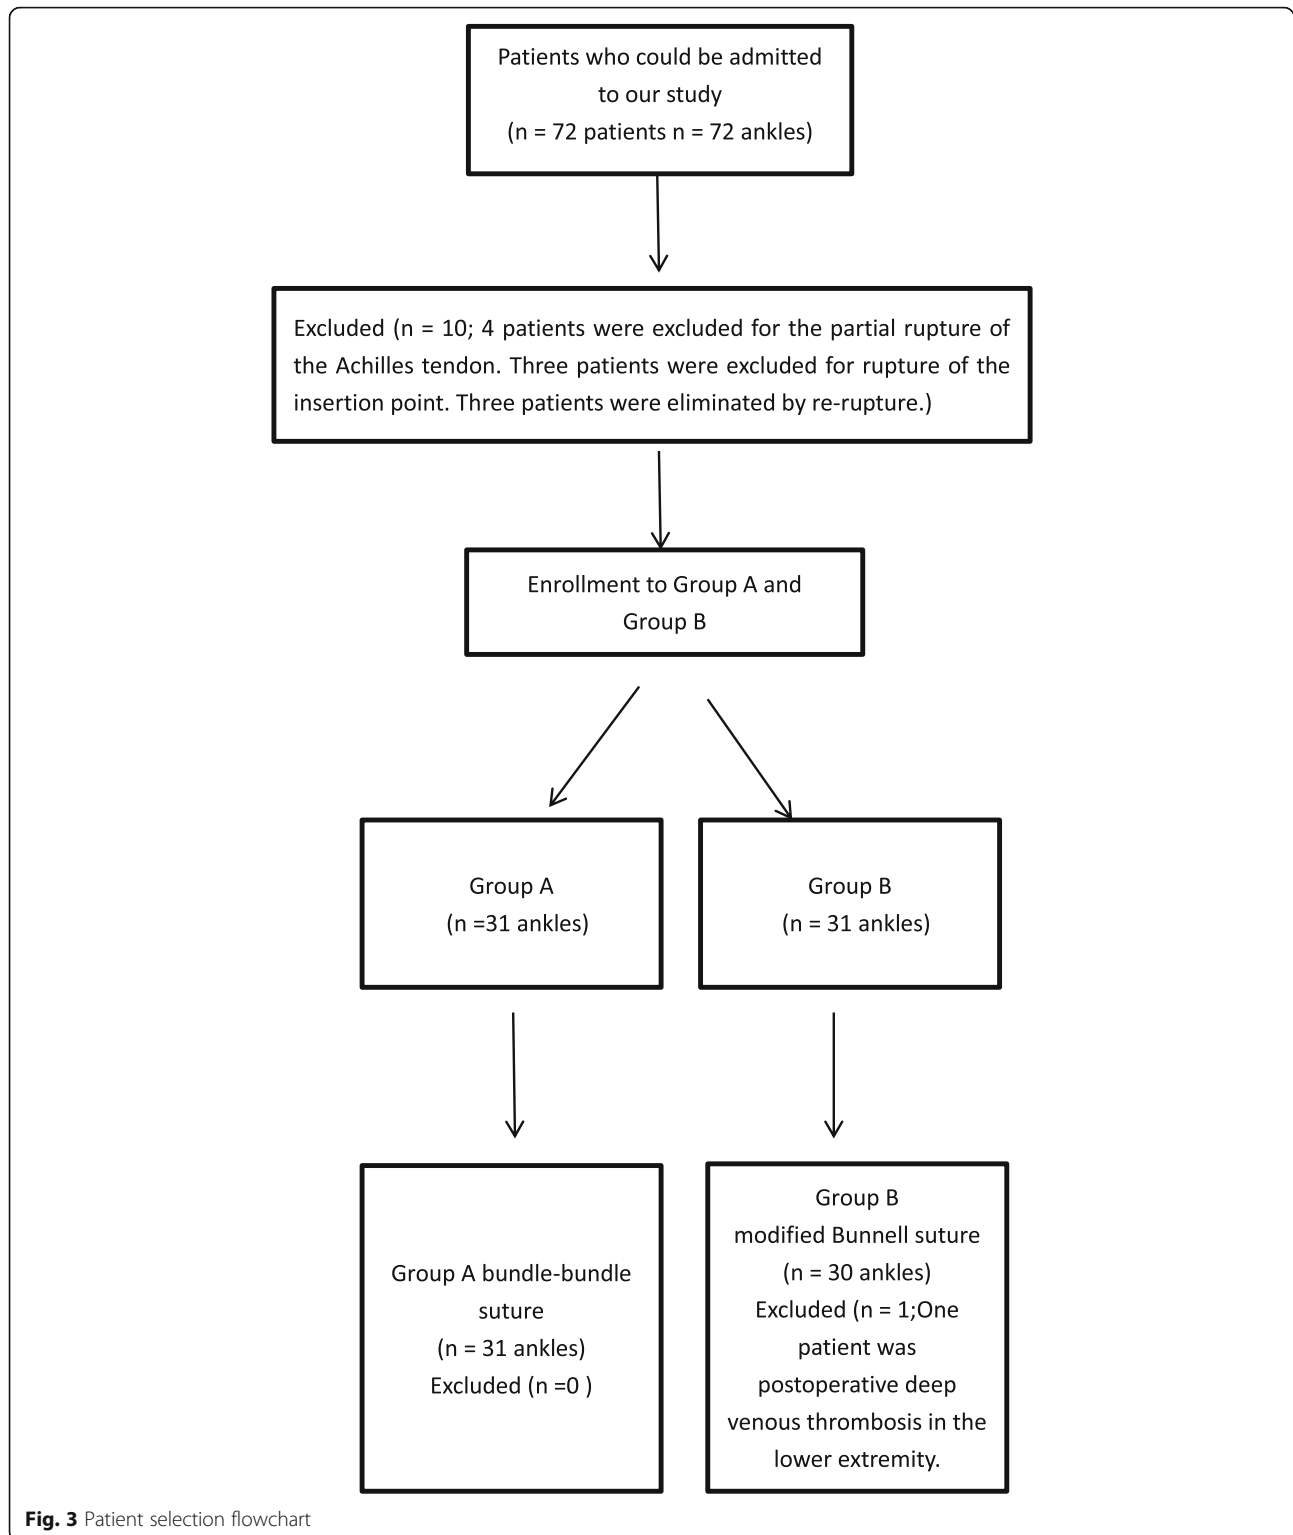 Patients who could be admitted
to our study
(n = 72 patients n = 72 ankles)
Excluded (n = 10; 4 patients were excluded for the partial rupture of
the Achilles tendon. Three patients were excluded for rupture of the
insertion point. Three patients were eliminated by re-rupture.)
Enrollment to Group A and
Group B
Group A
(n =31 ankles)
Group B
(n = 31 ankles)
Group A bundle-bundle
suture
(n = 31 ankles)
Excluded (n =0 )
Group B
modified Bunnell suture
(n = 30 ankles)
Excluded (n = 1;One
patient was
postoperative deep
venous thrombosis in the
lower extremity.
Fig. 3 Patient selection flowchart